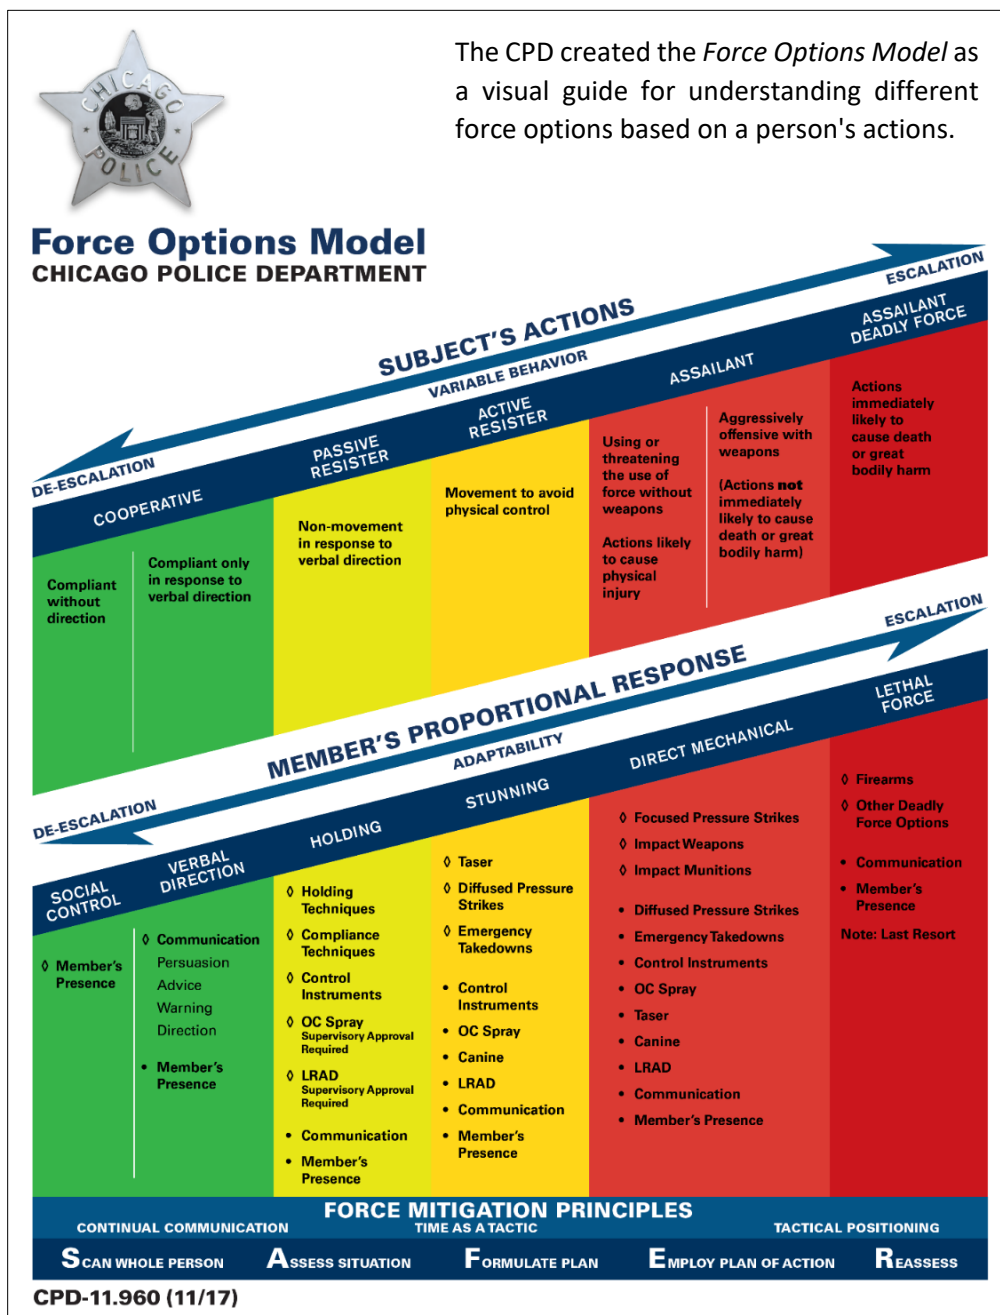 CHICAGO
POLICE
The CPD created the Force Options Model as
a visual guide for understanding different
force options based on a person's actions.
Force Options Model
CHICAGO POLICE DEPARTMENT
SUBJECT'S ACTIONS
ESCALATION
VARIABLE BEHAVIOR
DE-ESCALATION
COOPERATIVE
Compliant
without
direction
Compliant only
in response to
verbal direction
PASSIVE
RESISTER
Non-movement
in response to
verbal direction
ACTIVE
RESISTER
Movement to avoid
physical control
ASSAILANT
Using or
threatening
the use of
force without
weapons
Actions likely
to cause
physical
injury
Aggressively
offensive with
weapons
(Actions not
immediately
likely to cause
death or great
bodily harm)
ASSAILANT
DEADLY FORCE
Actions
immediately
likely to
cause death
or great
bodily harm
MEMBER'S PROPORTIONAL RESPONSE
ESCALATION
ADAPTABILITY
DE-ESCALATION
SOCIAL
CONTROL
◊ Member's
Presence
VERBAL
DIRECTION
◊ Communication
Persuasion
Advice
Warning
Direction
• Member's
Presence
HOLDING
◊ Holding
Techniques
◊ Compliance
Techniques
◊ Control
Instruments
◊ OC Spray
Supervisory Approval
Required
◊ LRAD
Supervisory Approval
Required
• Communication
• Member's
Presence
STUNNING
◊ Taser
◊ Diffused Pressure
Strikes
◊ Emergency
Takedowns
• Control
Instruments
• OC Spray
• Canine
• LRAD
• Communication
• Member's
Presence
DIRECT MECHANICAL
◊ Focused Pressure Strikes
◊ Impact Weapons
◊ Impact Munitions
• Diffused Pressure Strikes
• Emergency Takedowns
• Control Instruments
• OC Spray
• Taser
• Canine
• LRAD
• Communication
• Member's Presence
LETHAL
FORCE
◊ Firearms
◊ Other Deadly
Force Options
• Communication
• Member's
Presence
Note: Last Resort
FORCE MITIGATION PRINCIPLES
CONTINUAL COMMUNICATION TIME AS A TACTIC TACTICAL POSITIONING
SCAN WHOLE PERSON ASSESS SITUATION FORMULATE PLAN EMPLOY PLAN OF ACTION REASSESS
CPD-11.960 (11/17)